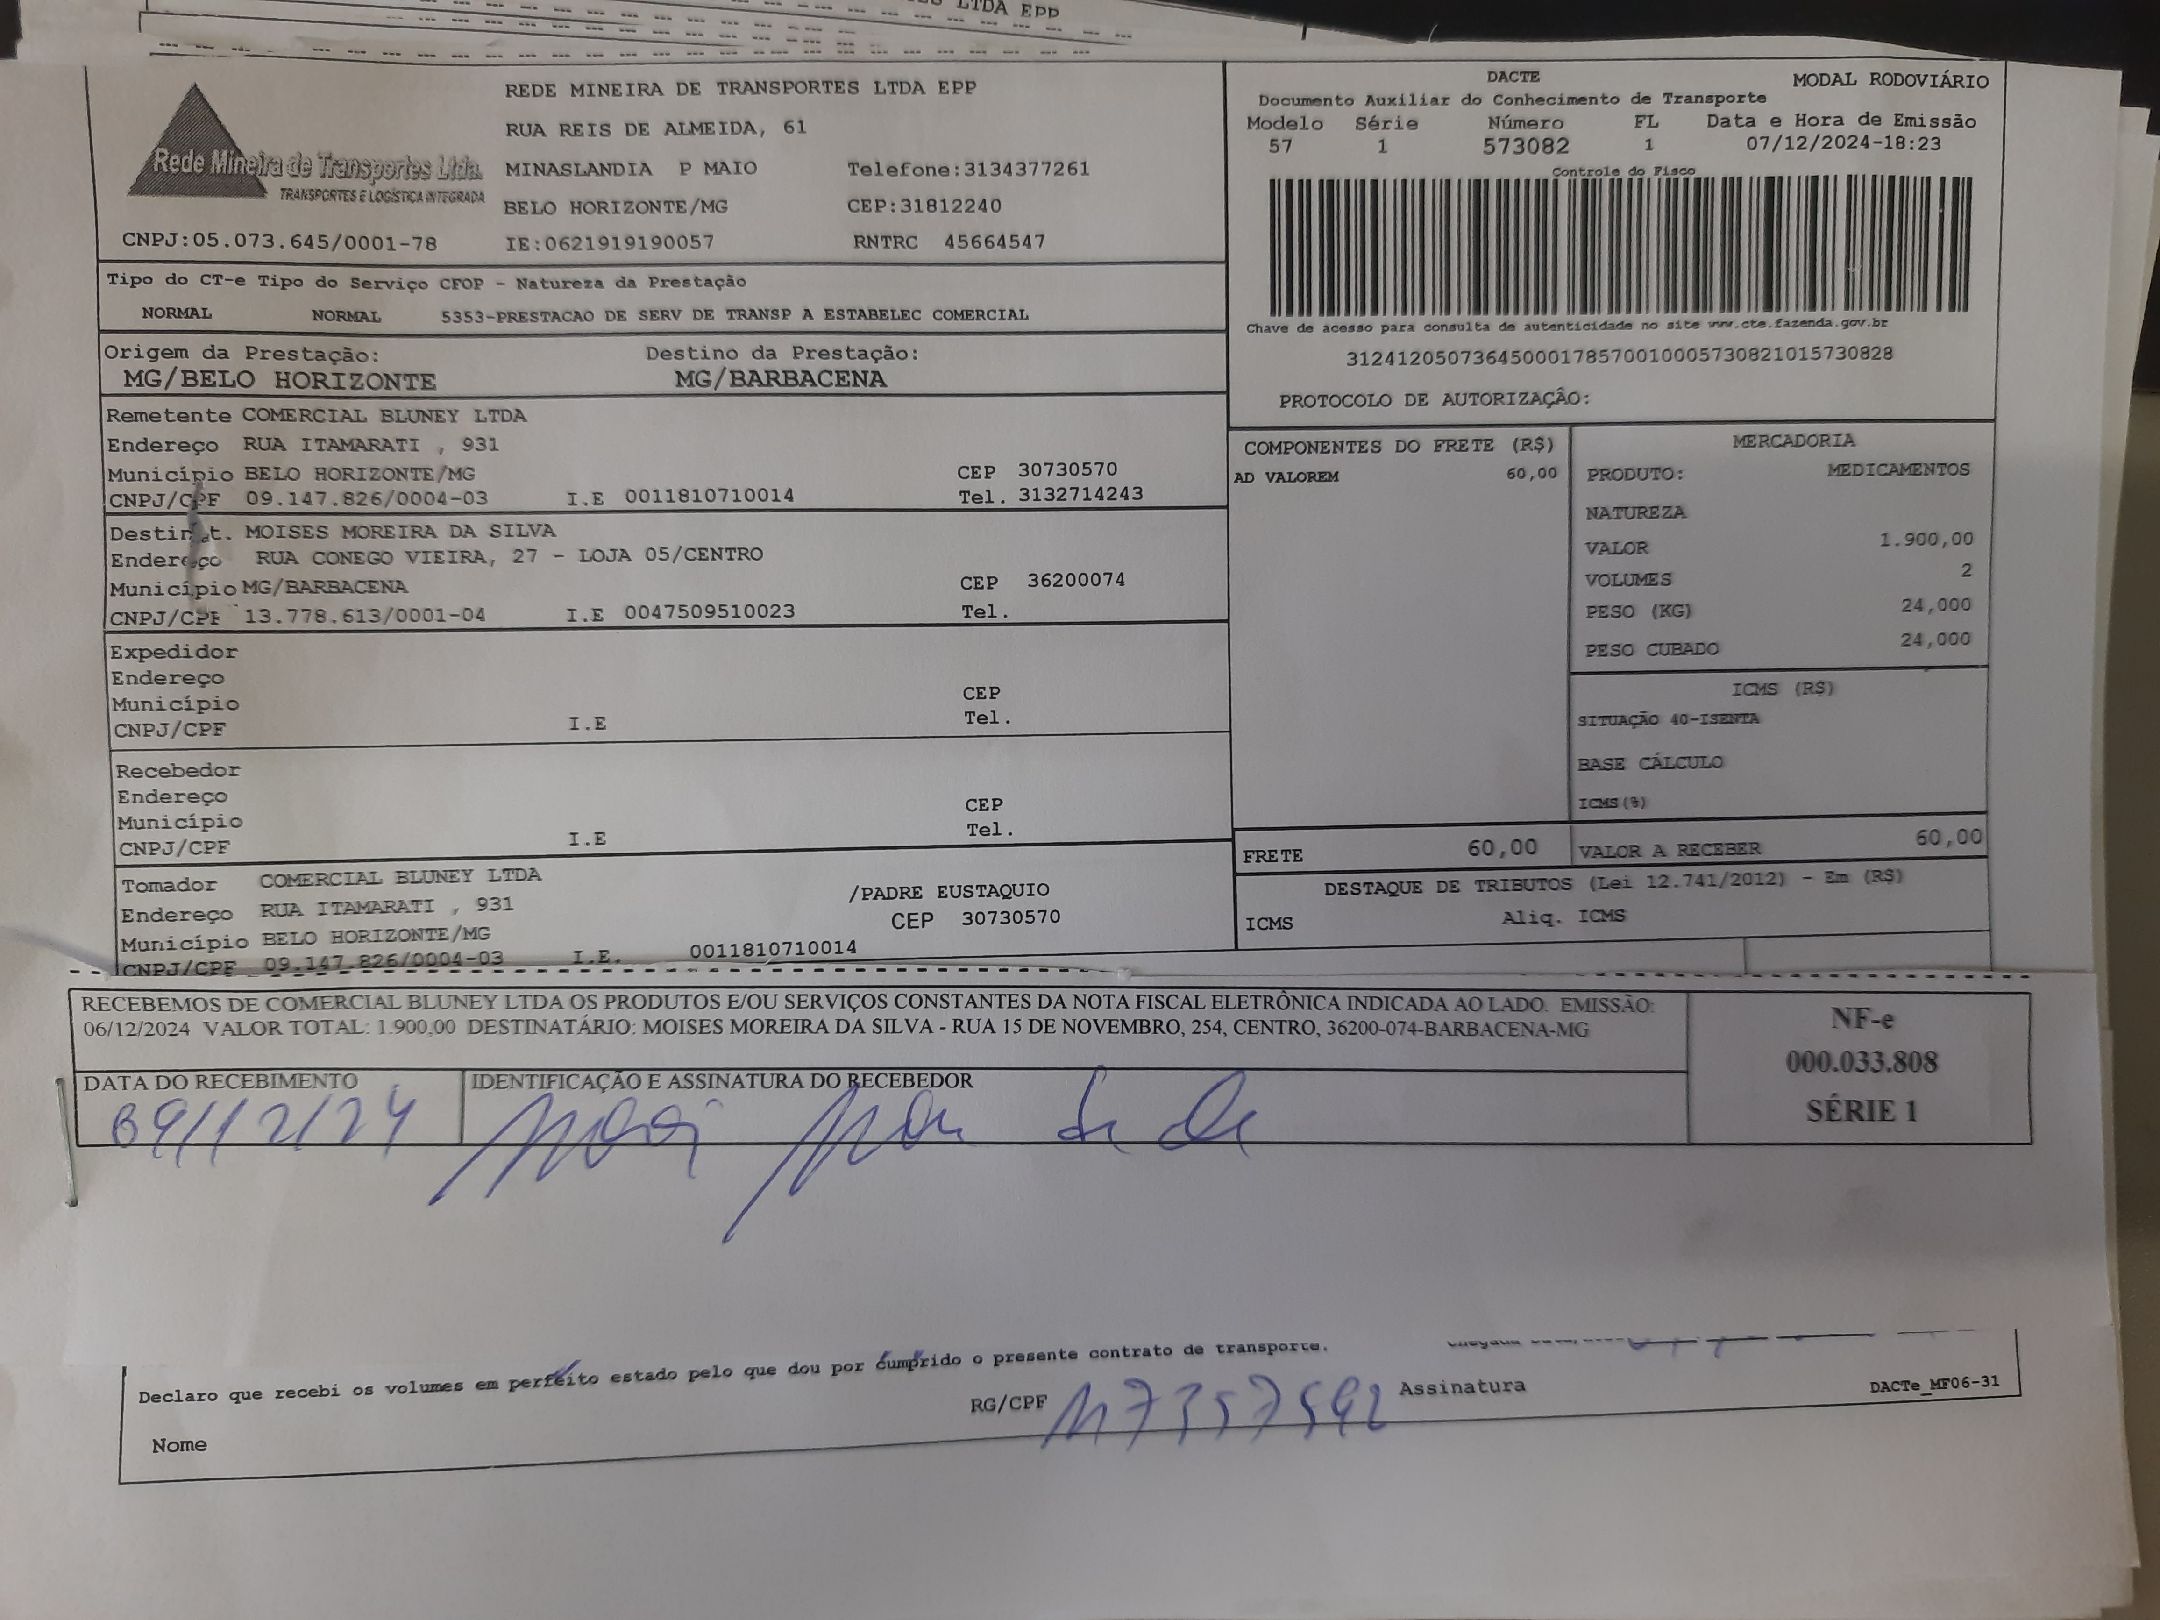 LTDA EPP
REDE MINEIRA DE TRANSPORTES LTDA EPP
RUA REIS DE ALMEIDA, 61
MINASLANDIA P MAIO Telefone:3134377261
BELO HORIZONTE/MG CEP:31812240
Rede Mineira de Transportes Ltda.
TRANSPORTES E LOGÍSTICA INTEGRADA
CNPJ:05.073.645/0001-78 IE:0621919190057 RNTRC 45664547
DACTE MODAL RODOVIÁRIO
Documento Auxiliar do Conhecimento de Transporte
Modelo Série Número FL Data e Hora de Emissão
57 1 573082 1 07/12/2024-18:23
Controle do Fisco
Chave de acesso para consulta de autenticidade no site www.cte.fazenda.gov.br
31241205073645000178570010005730821015730828
PROTOCOLO DE AUTORIZAÇÃO:
Tipo do CT-e Tipo do Serviço CFOP - Natureza da Prestação
NORMAL NORMAL 5353-PRESTACAO DE SERV DE TRANSP A ESTABELEC COMERCIAL
Origem da Prestação: Destino da Prestação:
MG/BELO HORIZONTE MG/BARBACENA
Remetente COMERCIAL BLUNEY LTDA
Endereço RUA ITAMARATI , 931
Município BELO HORIZONTE/MG CEP 30730570
CNPJ/CPF 09.147.826/0004-03 I.E 0011810710014 Tel. 3132714243
Destinat. MOISES MOREIRA DA SILVA
Endereço RUA CONEGO VIEIRA, 27 - LOJA 05/CENTRO
Município MG/BARBACENA CEP 36200074
CNPJ/CPF 13.778.613/0001-04 I.E 0047509510023 Tel.
Expedidor
Endereço
Município CEP
CNPJ/CPF I.E Tel.
Recebedor
Endereço
Município CEP
CNPJ/CPF I.E Tel.
Tomador COMERCIAL BLUNEY LTDA
Endereço RUA ITAMARATI , 931 /PADRE EUSTAQUIO
Município BELO HORIZONTE/MG CEP 30730570
CNPJ/CPF 09.147.826/0004-03 I.E. 0011810710014
COMPONENTES DO FRETE (R$)
AD VALOREM 60,00
MERCADORIA
PRODUTO: MEDICAMENTOS
NATUREZA
VALOR 1.900,00
VOLUMES 2
PESO (KG) 24,000
PESO CUBADO 24,000
ICMS (R$)
SITUAÇÃO 40-ISENTA
BASE CÁLCULO
ICMS(%)
FRETE 60,00 VALOR A RECEBER 60,00
DESTAQUE DE TRIBUTOS (Lei 12.741/2012) - Em (R$)
ICMS Aliq. ICMS
RECEBEMOS DE COMERCIAL BLUNEY LTDA OS PRODUTOS E/OU SERVIÇOS CONSTANTES DA NOTA FISCAL ELETRÔNICA INDICADA AO LADO. EMISSÃO:
06/12/2024 VALOR TOTAL: 1.900,00 DESTINATÁRIO: MOISES MOREIRA DA SILVA - RUA 15 DE NOVEMBRO, 254, CENTRO, 36200-074-BARBACENA-MG
NF-e
000.033.808
SÉRIE 1
DATA DO RECEBIMENTO IDENTIFICAÇÃO E ASSINATURA DO RECEBEDOR
09/12/24
Declaro que recebi os volumes em perfeito estado pelo que dou por cumprido o presente contrato de transporte.
RG/CPF Assinatura DACTe_MF06-31
Nome